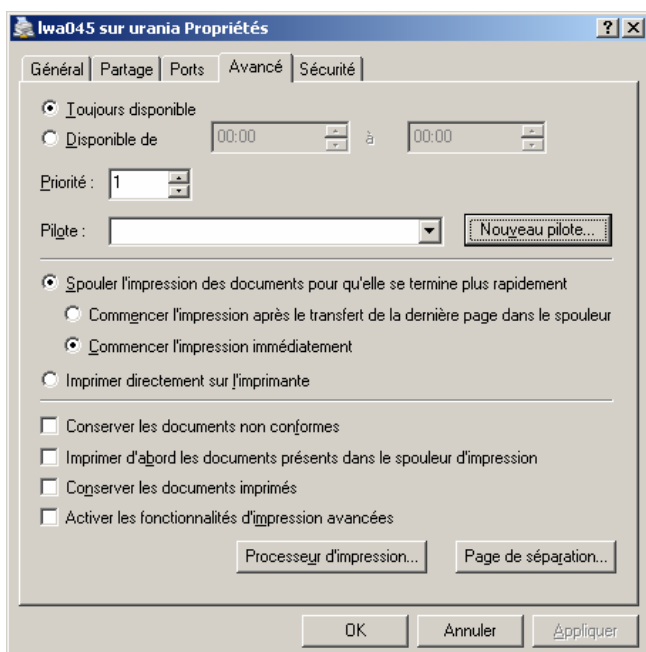 lwa045 sur urania Propriétés
Général Partage Ports Avancé Sécurité
Toujours disponible
Disponible de 00:00 à 00:00
Priorité : 1
Pilote : Nouveau pilote...
Spouler l'impression des documents pour qu'elle se termine plus rapidement
Commencer l'impression après le transfert de la dernière page dans le spouleur
Commencer l'impression immédiatement
Imprimer directement sur l'imprimante
Conserver les documents non conformes
Imprimer d'abord les documents présents dans le spouleur d'impression
Conserver les documents imprimés
Activer les fonctionnalités d'impression avancées
Processeur d'impression... Page de séparation...
OK Annuler Appliquer